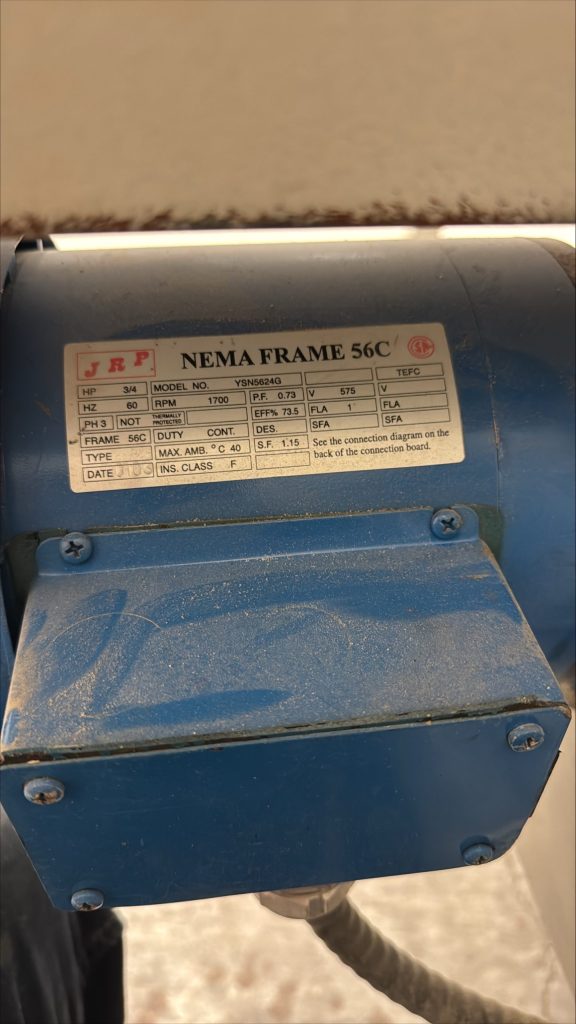 JRP. NEMA FRAME 56C SA
HP 3/4 MODEL NO. YSN5624G P.F. 0.73 V 575 TEFC
HZ 60 RPM 1700 EFF% 73.5 FLA 1 V
PH 3 NOT THERMALLY PROTECTED DES. SFA FLA
FRAME 56C DUTY CONT. S.F. 1.15 SFA
TYPE MAX. AMB. °C 40 See the connection diagram on the
DATE INS. CLASS F back of the connection board.